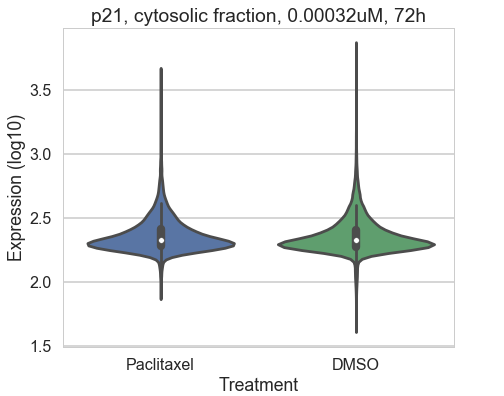 p21, cytosolic fraction, 0.00032uM, 72h
Expression (log10)
3.5
3.0
2.5
2.0
1.5
Paclitaxel DMSO
Treatment